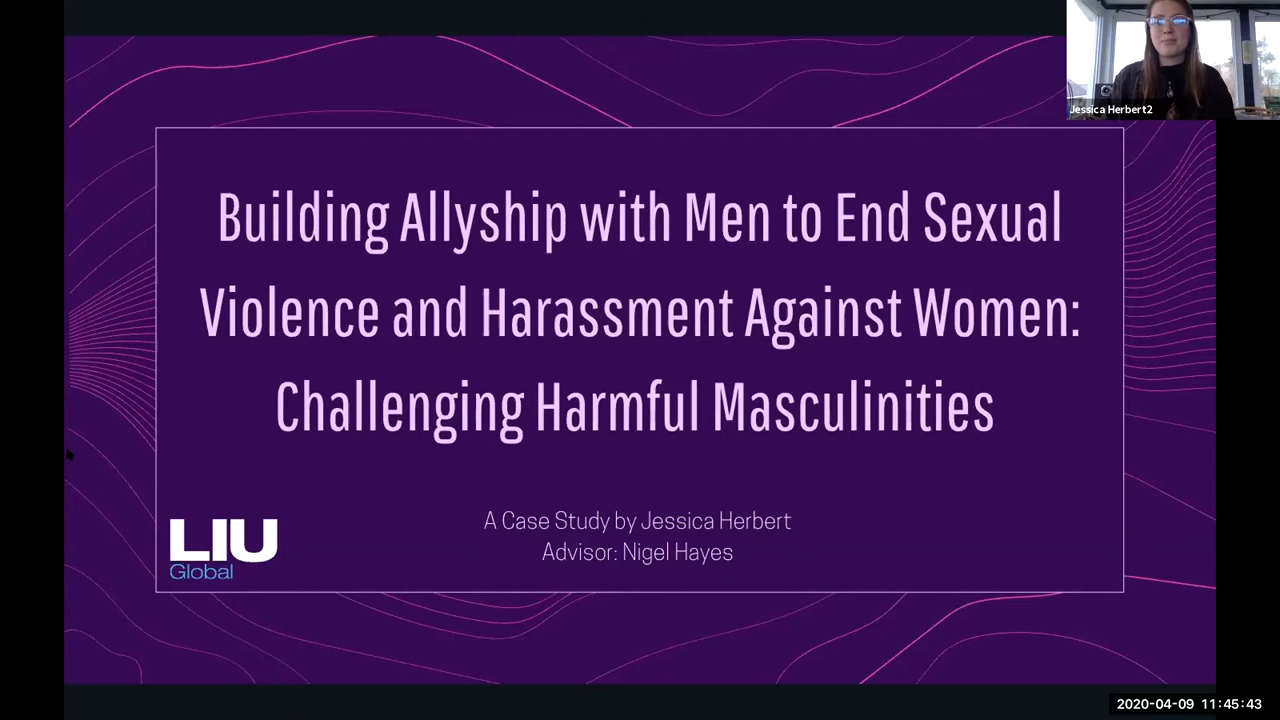 Jessica Herbert2
Building Allyship with Men to End Sexual
Violence and Harassment Against Women:
Challenging Harmful Masculinities
A Case Study by Jessica Herbert
Advisor: Nigel Hayes
LIU
Global
2020-04-09 11:45:43